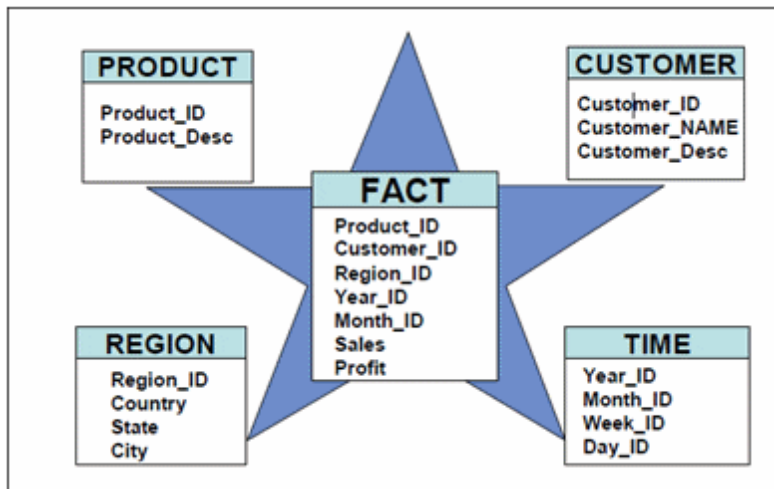 PRODUCT
Product_ID
Product_Desc
CUSTOMER
Customer_ID
Customer_NAME
Customer_Desc
FACT
Product_ID
Customer_ID
Region_ID
Year_ID
Month_ID
Sales
Profit
REGION
Region_ID
Country
State
City
TIME
Year_ID
Month_ID
Week_ID
Day_ID